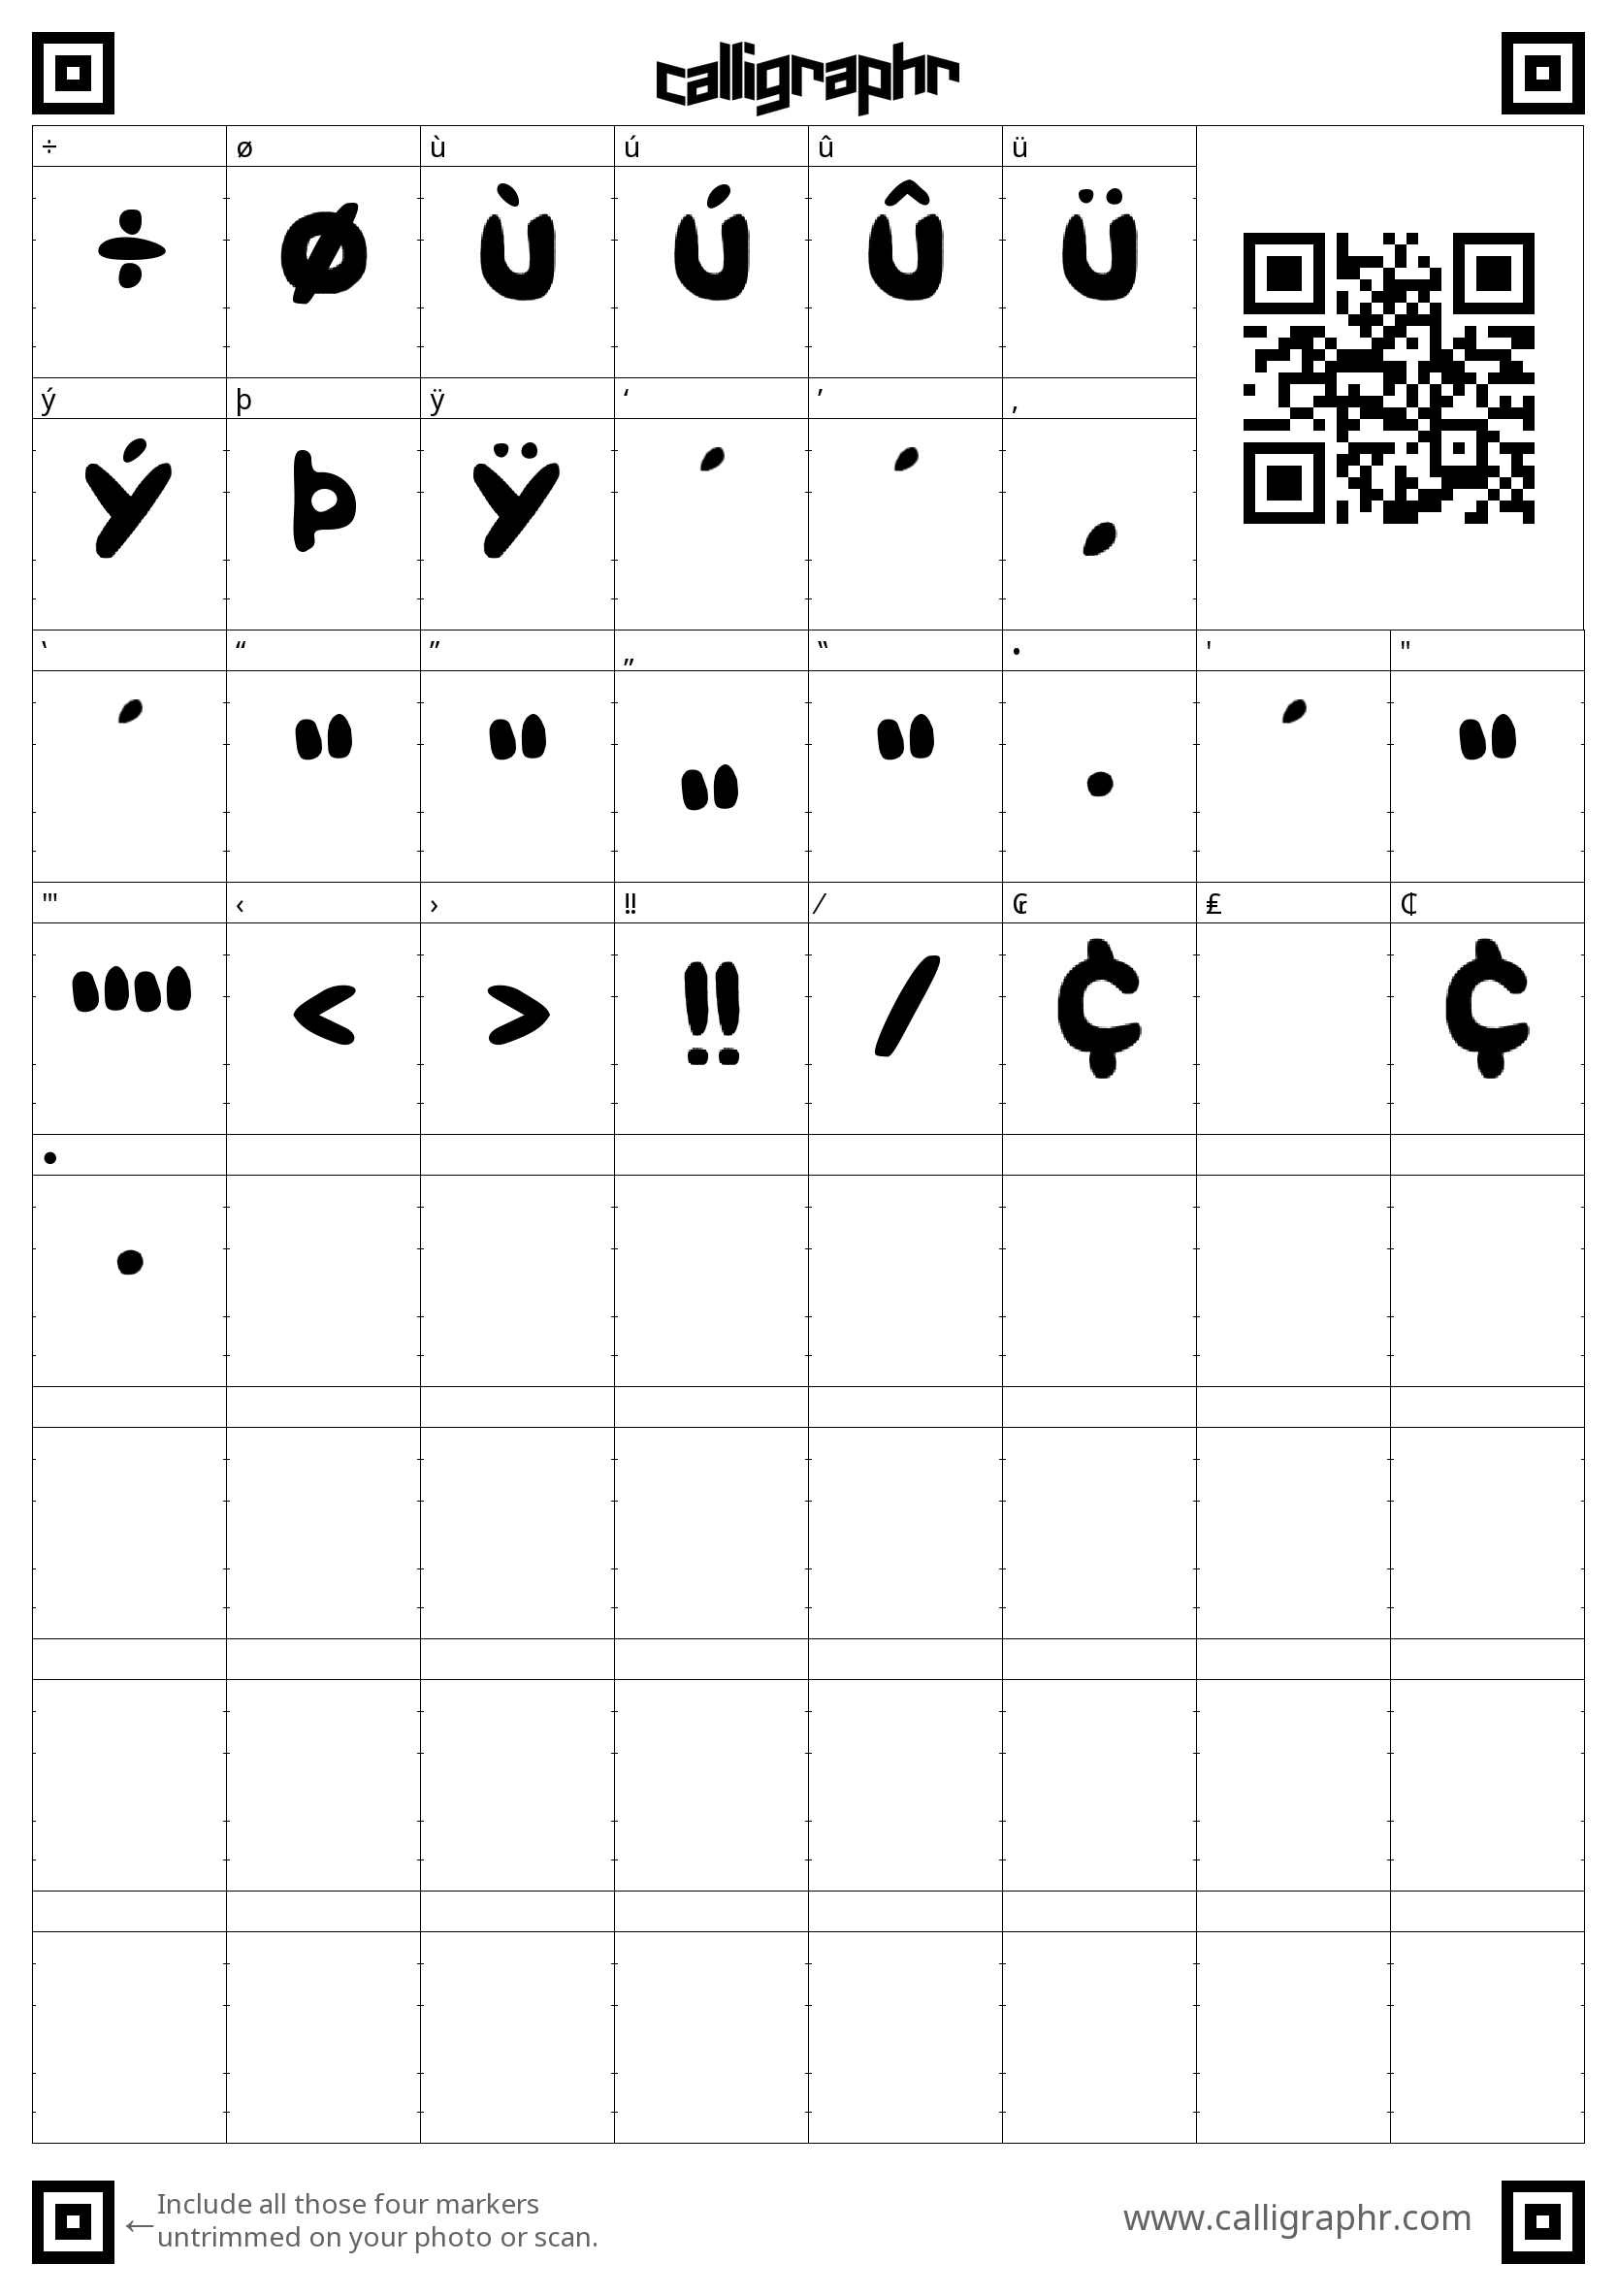 calligraphr
÷ ø ù ú û ü
÷ ø ù ú û ü
ý þ ÿ ‘ ’ ‚
ý þ ÿ ‘ ’ ‚
‛ “ ” „ ‟ • ' "
‛ “ ” „ ‟ • ' "
"' ‹ › ‼ ⁄ ₢ ₤ ₵
"" < > !! / ₵ ₵
●
●
←Include all those four markers
untrimmed on your photo or scan.
www.calligraphr.com